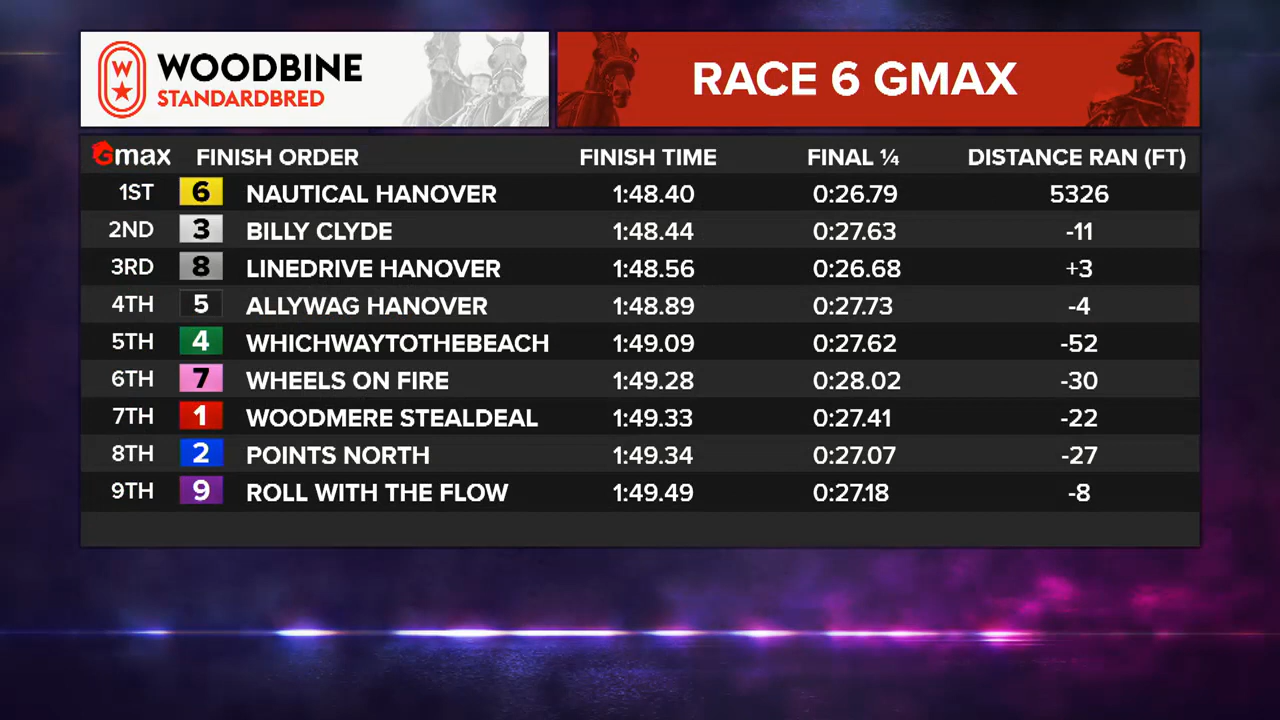 W
WOODBINE
STANDARDBRED
RACE 6 GMAX
Gmax FINISH ORDER FINISH TIME FINAL ¼ DISTANCE RAN (FT)
1ST 6 NAUTICAL HANOVER 1:48.40 0:26.79 5326
2ND 3 BILLY CLYDE 1:48.44 0:27.63 -11
3RD 8 LINEDRIVE HANOVER 1:48.56 0:26.68 +3
4TH 5 ALLYWAG HANOVER 1:48.89 0:27.73 -4
5TH 4 WHICHWAYTOTHEBEACH 1:49.09 0:27.62 -52
6TH 7 WHEELS ON FIRE 1:49.28 0:28.02 -30
7TH 1 WOODMERE STEALDEAL 1:49.33 0:27.41 -22
8TH 2 POINTS NORTH 1:49.34 0:27.07 -27
9TH 9 ROLL WITH THE FLOW 1:49.49 0:27.18 -8